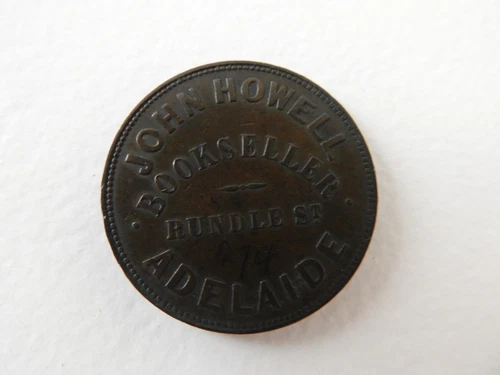 JOHN HOWELL
BOOKSELLER
RUNDLE ST
ADELAIDE